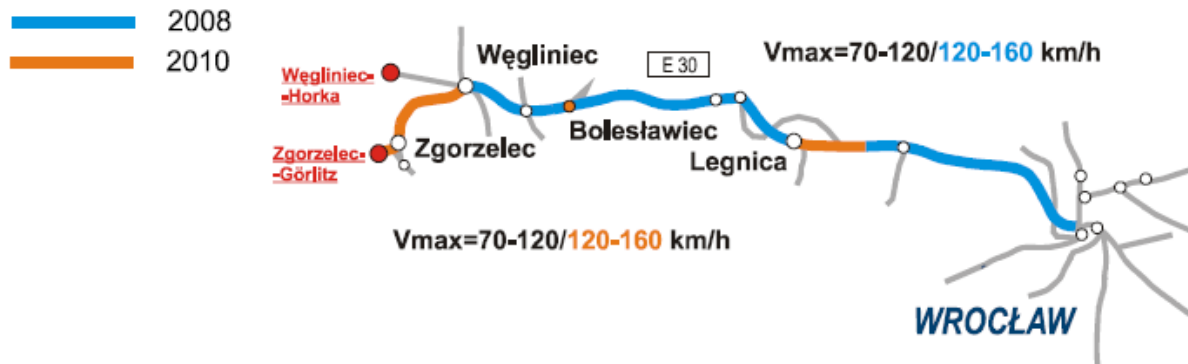 2008
2010
Węgliniec
E 30
Vmax=70-120/120-160 km/h
Węgliniec-
-Horka
Bolesławiec
Zgorzelec
Legnica
Zgorzelec-
-Görlitz
Vmax=70-120/120-160 km/h
WROCŁAW